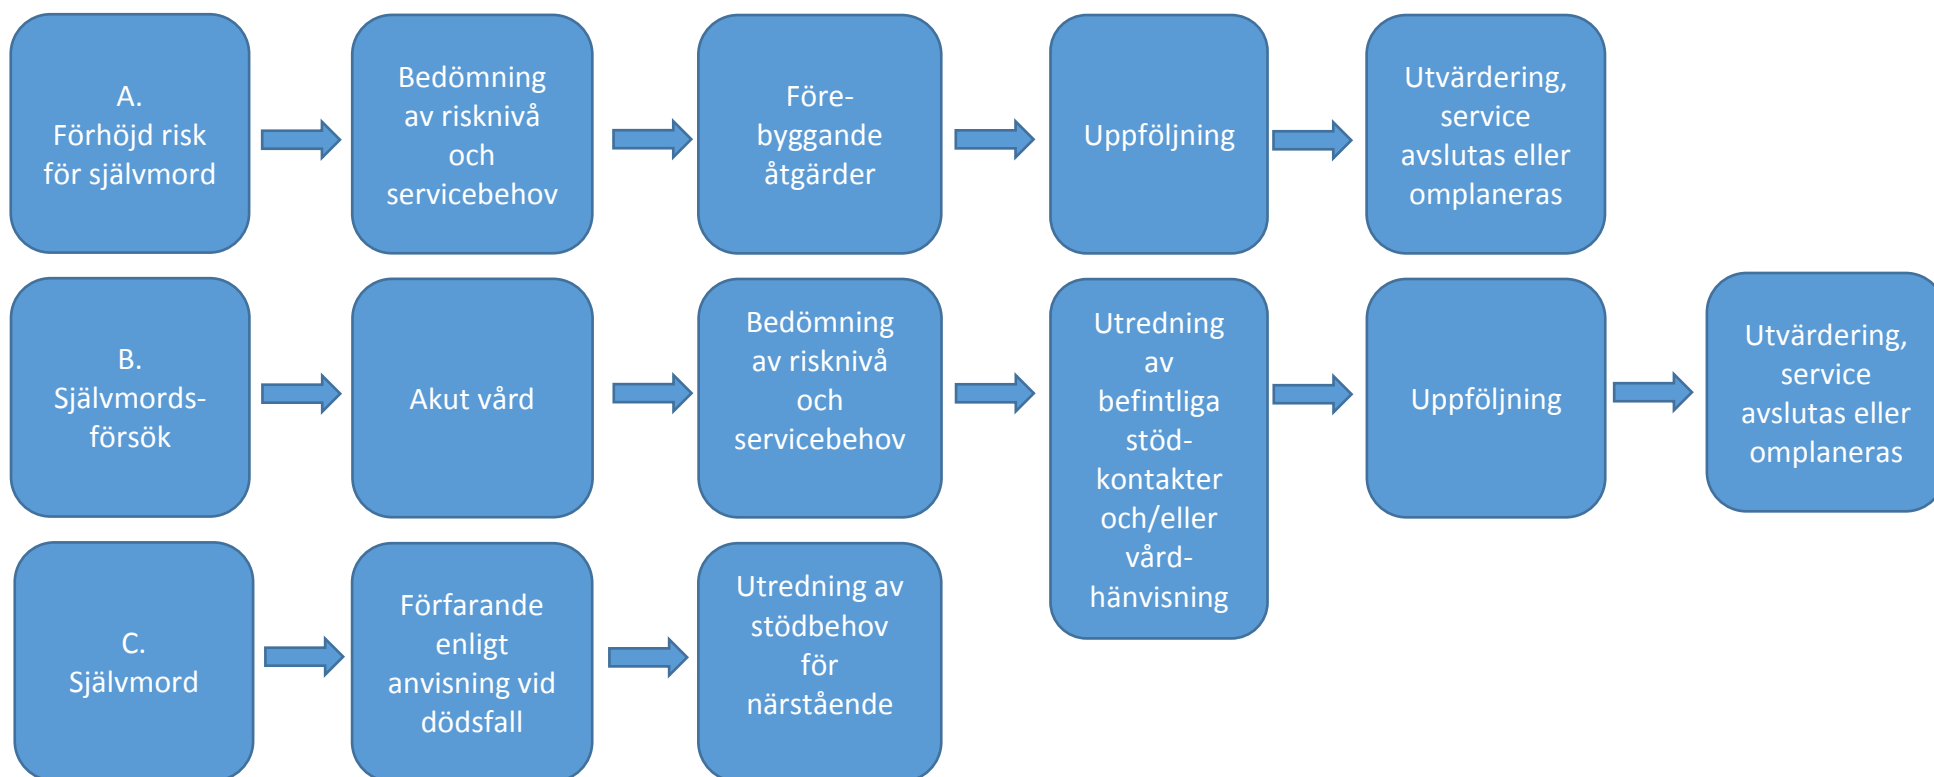 A.
Förhöjd risk
för självmord
Bedömning
av risknivå
och
servicebehov
Före-
byggande
åtgärder
Uppföljning
Utvärdering,
service
avslutas eller
omplaneras
B.
Självmords-
försök
Akut vård
Bedömning
av risknivå
och
servicebehov
Utredning
av
befintliga
stöd-
kontakter
och/eller
vård-
hänvisning
Uppföljning
Utvärdering,
service
avslutas eller
omplaneras
C.
Självmord
Förfarande
enligt
anvisning vid
dödsfall
Utredning av
stödbehov
för
närstående